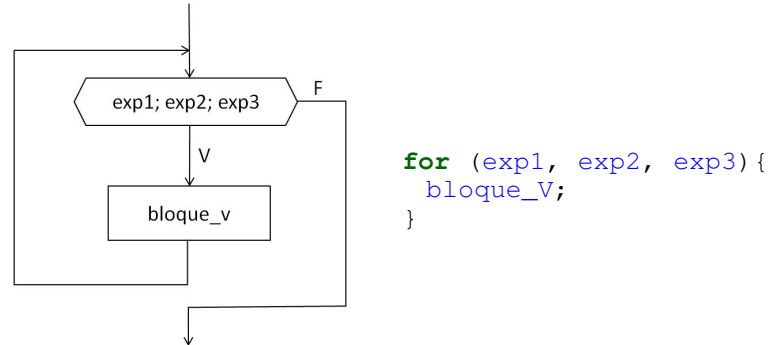 exp1; exp2; exp3
F
V
bloque_v
for (exp1, exp2, exp3){
bloque_V;
}